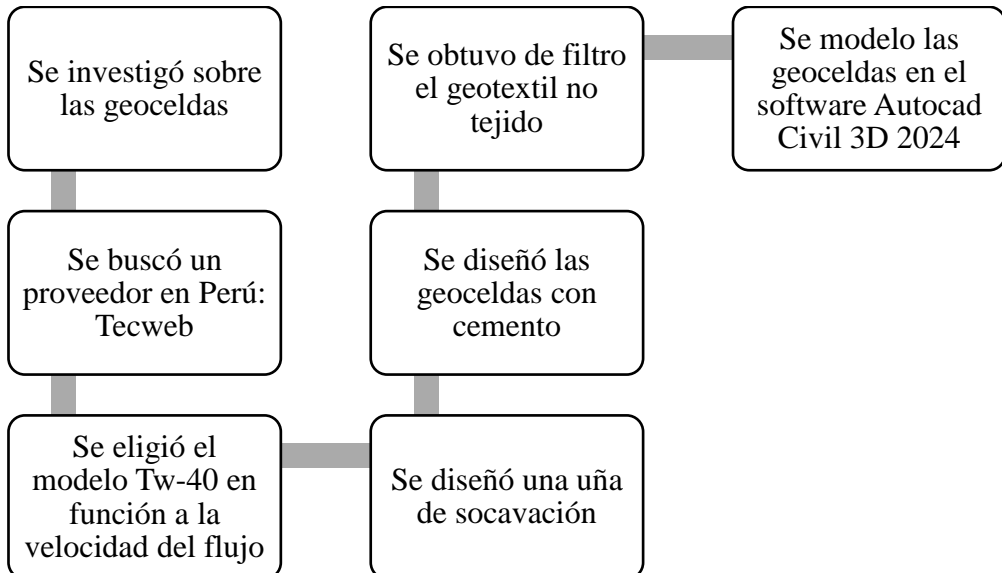 Se investigó sobre
las geoceldas
Se buscó un
proveedor en Perú:
Tecweb
Se eligió el
modelo Tw-40 en
función a la
velocidad del flujo
Se diseñó una uña
de socavación
Se diseñó las
geoceldas con
cemento
Se obtuvo de filtro
el geotextil no
tejido
Se modelo las
geoceldas en el
software Autocad
Civil 3D 2024